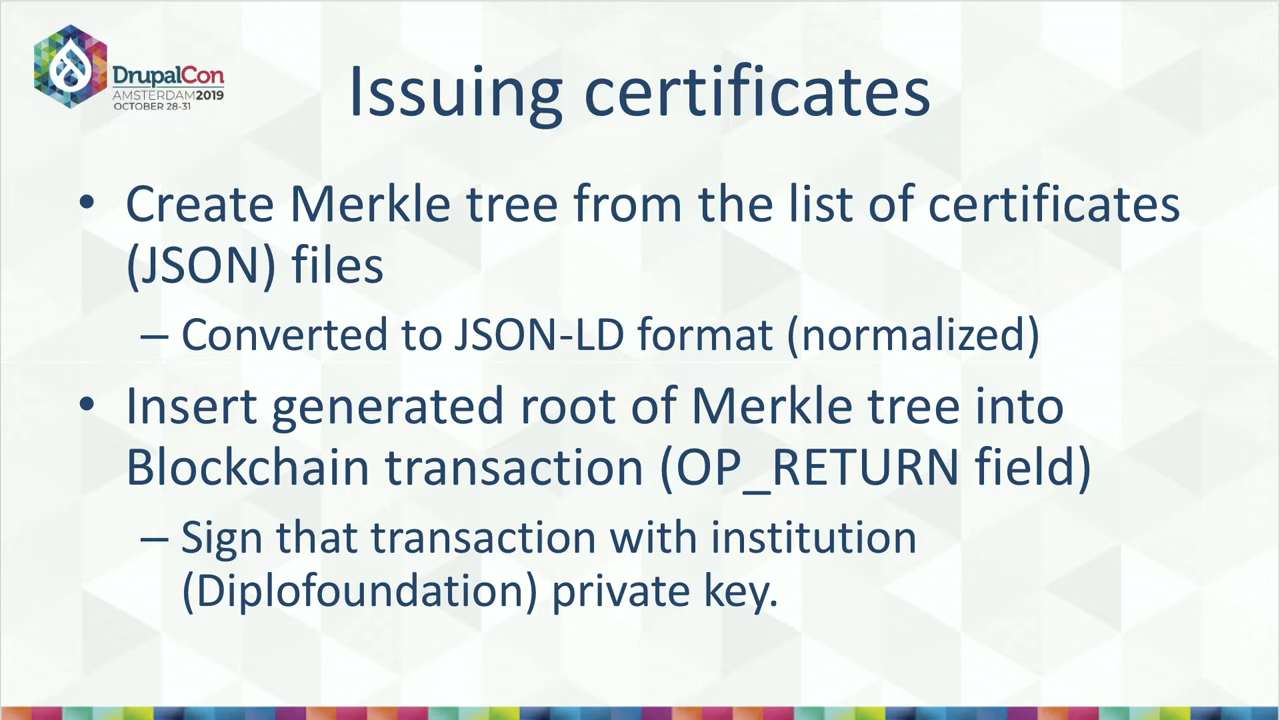 DrupalCon
AMSTERDAM2019
OCTOBER 28-31
Issuing certificates
• Create Merkle tree from the list of certificates
(JSON) files
– Converted to JSON-LD format (normalized)
• Insert generated root of Merkle tree into
Blockchain transaction (OP_RETURN field)
– Sign that transaction with institution
(Diplofoundation) private key.